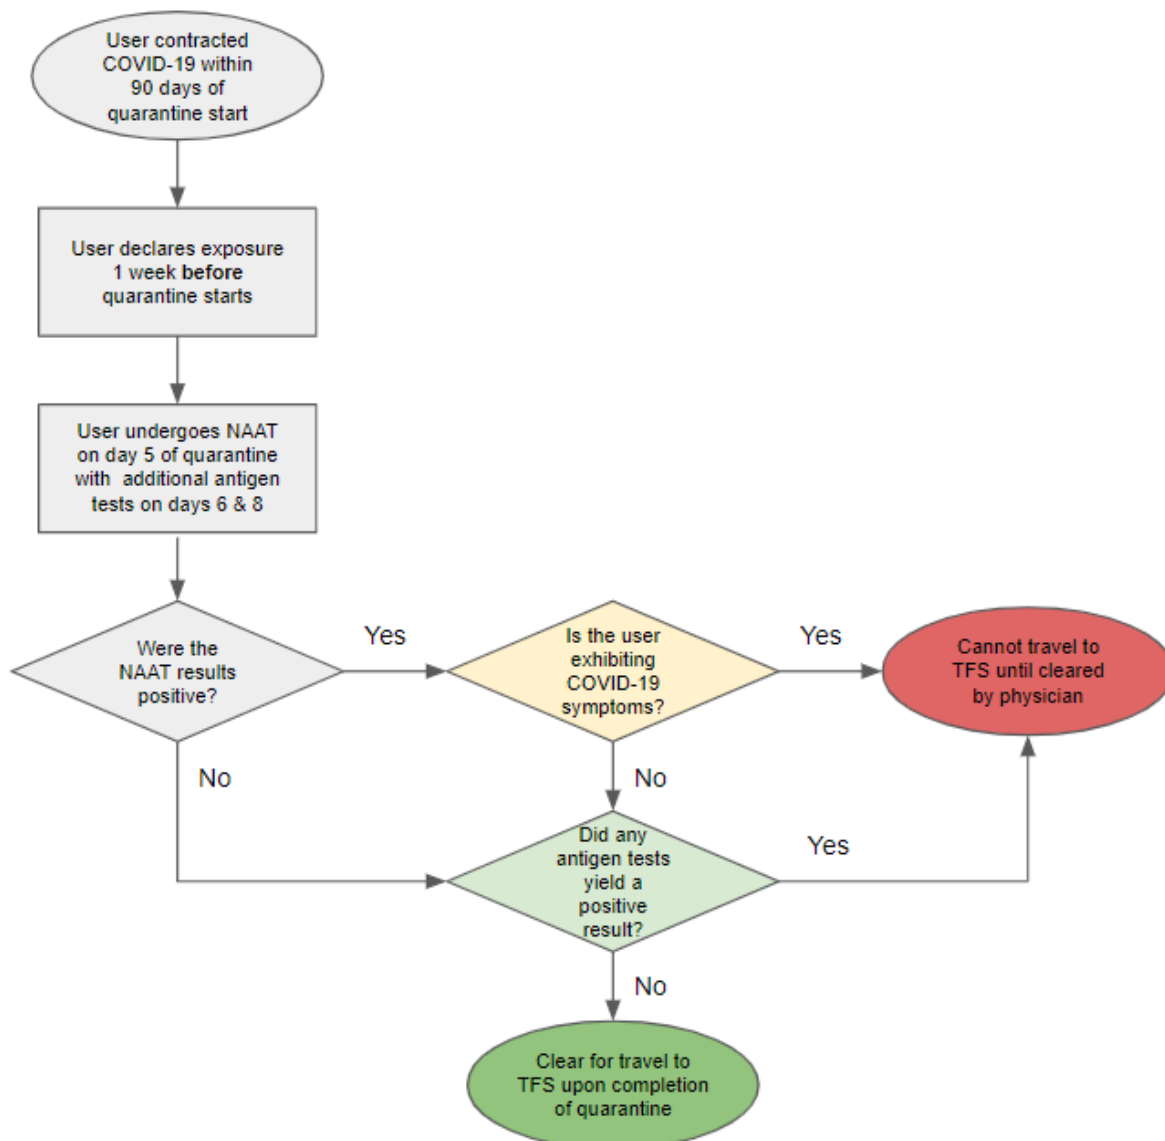 User contracted
COVID-19 within
90 days of
quarantine start
User declares exposure
1 week before
quarantine starts
User undergoes NAAT
on day 5 of quarantine
with additional antigen
tests on days 6 & 8
Were the
NAAT results
positive?
Yes
Is the user
exhibiting
COVID-19
symptoms?
Yes
Cannot travel to
TFS until cleared
by physician
No
No
Did any
antigen tests
yield a
positive
result?
Yes
No
Clear for travel to
TFS upon completion
of quarantine